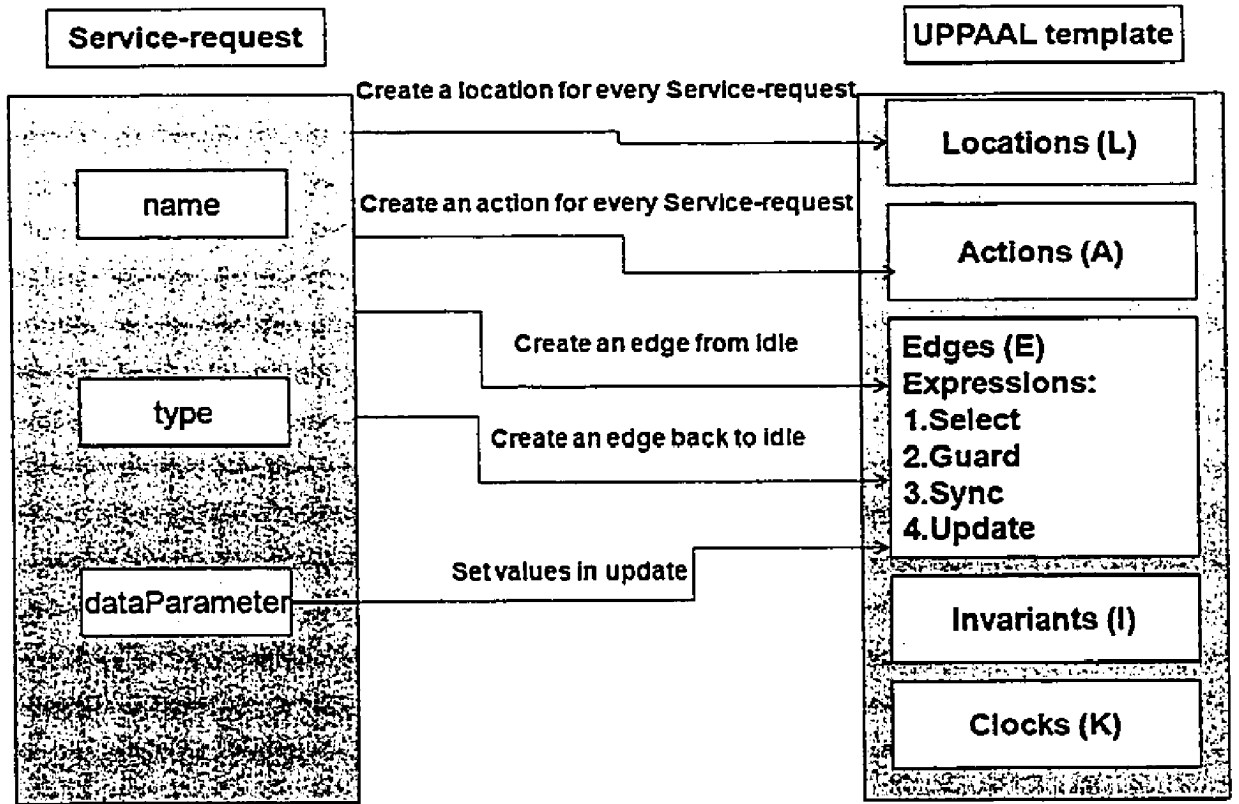 Service-request
UPPAAL template
Create a location for every Service-request
Locations (L)
name
Create an action for every Service-request
Actions (A)
Create an edge from idle
Edges (E)
Expressions:
1.Select
2.Guard
3.Sync
4.Update
type
Create an edge back to idle
Set values in update
dataParameter
Invariants (I)
Clocks (K)